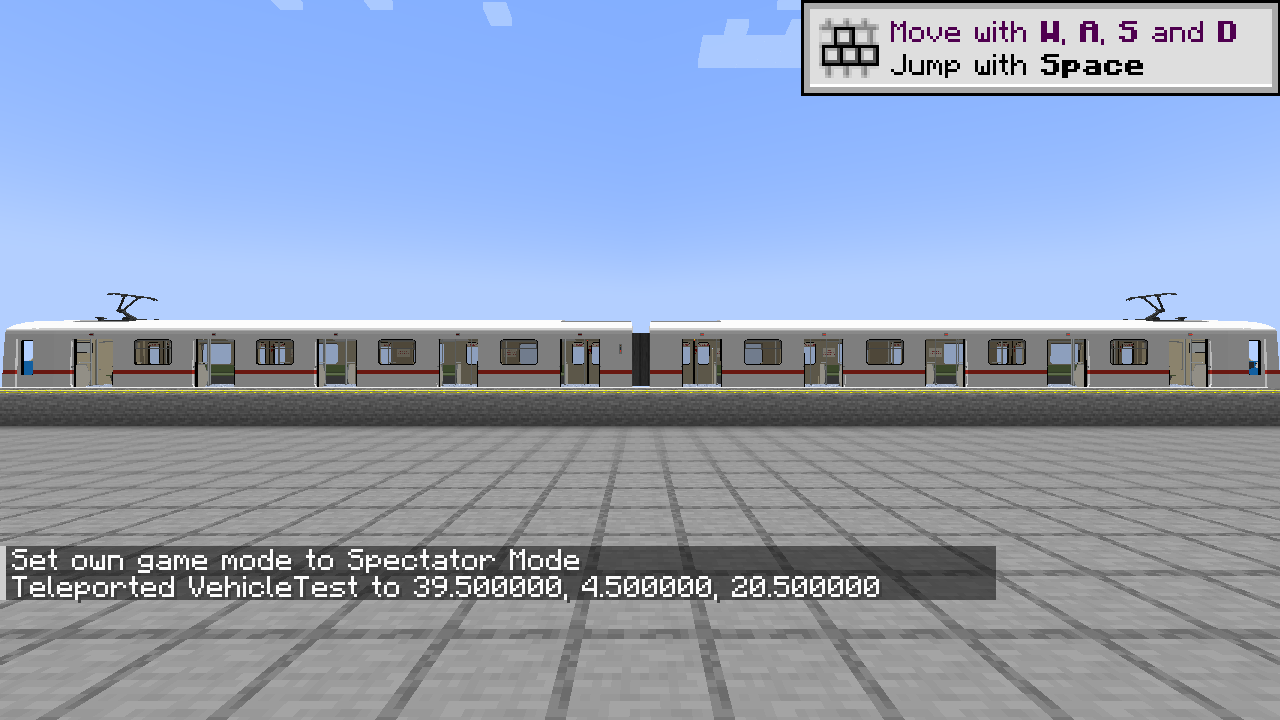 Move with W, A, S and D
Jump with Space
Set own game mode to Spectator Mode
Teleported VehicleTest to 39.500000, 4.500000, 20.500000